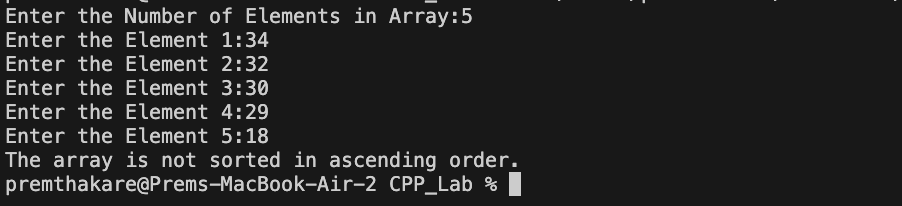 Enter the Number of Elements in Array:5
Enter the Element 1:34
Enter the Element 2:32
Enter the Element 3:30
Enter the Element 4:29
Enter the Element 5:18
The array is not sorted in ascending order.
premthakare@Prems-MacBook-Air-2 CPP_Lab %